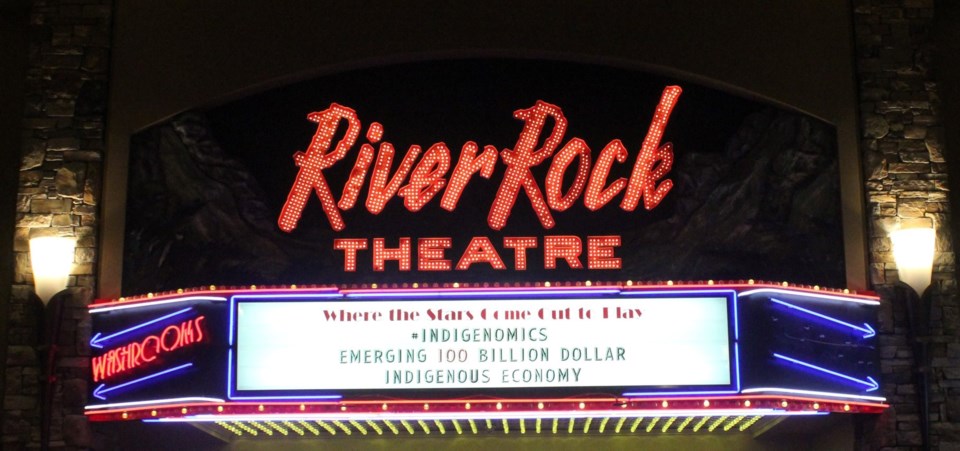 RiverRock
THEATRE
WASHROOMS
Where the Stars Come Out to Play
#INDIGENOMICS
EMERGING 100 BILLION DOLLAR
INDIGENOUS ECONOMY